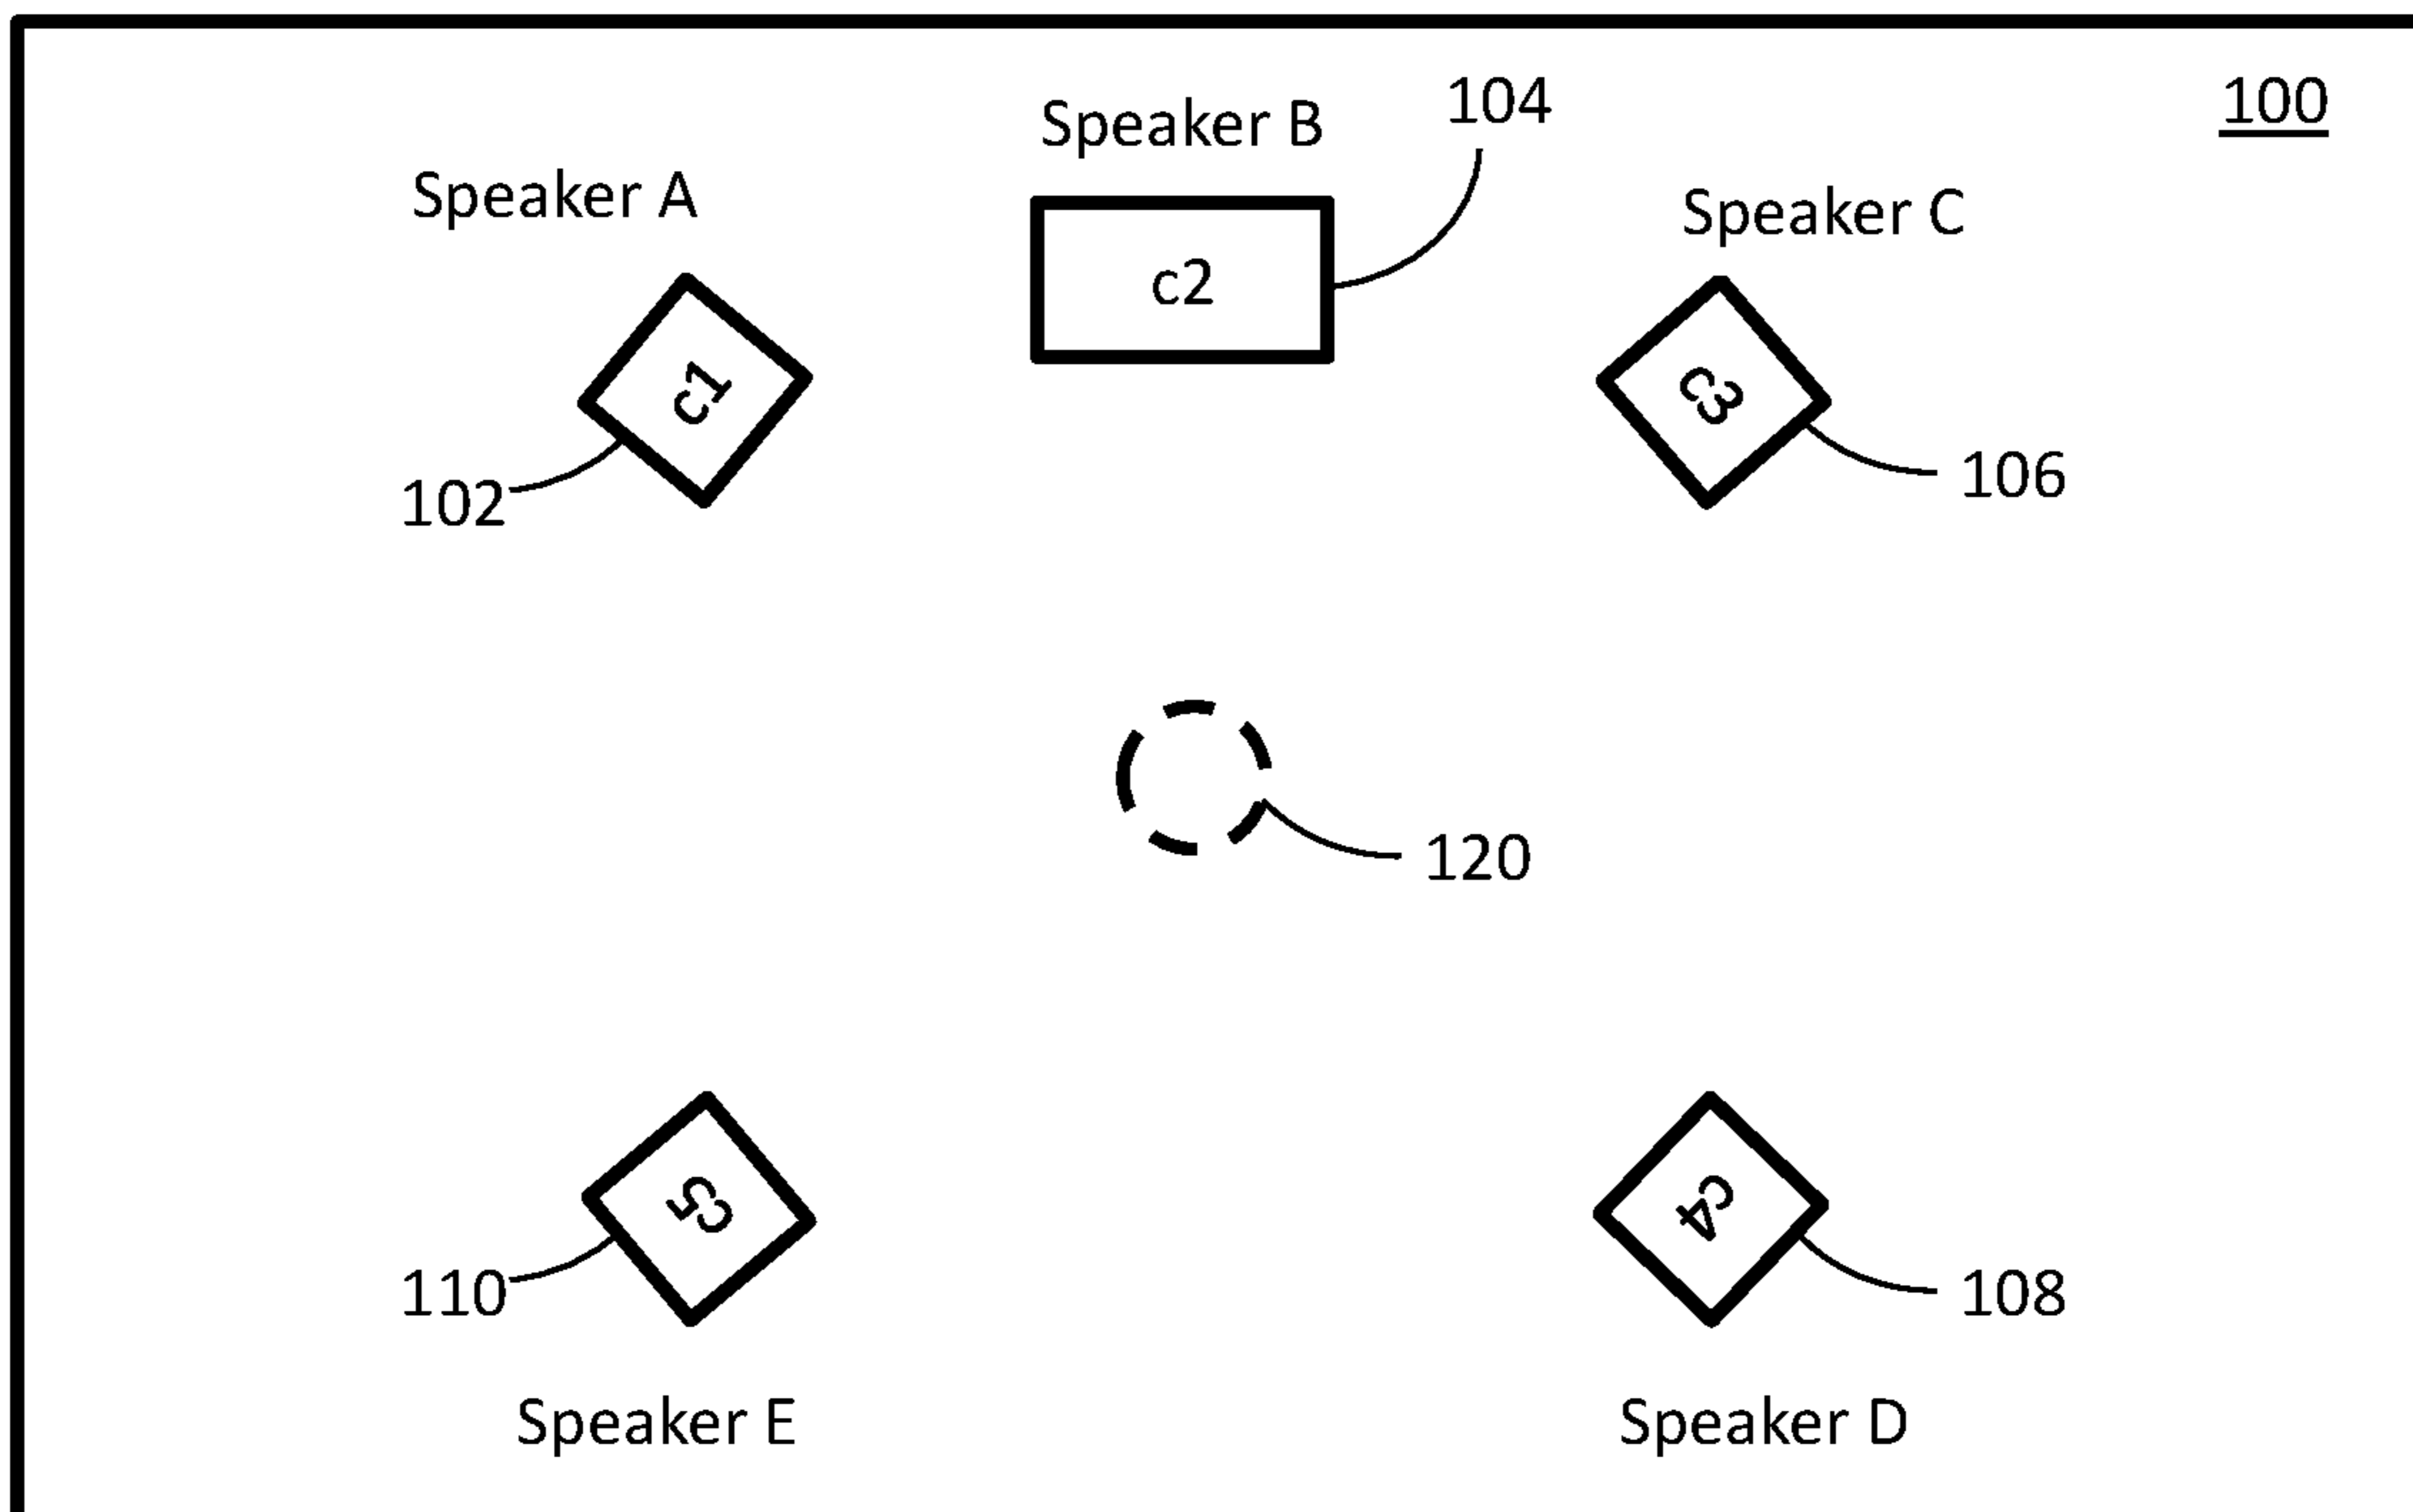 100
104
Speaker B
Speaker A
Speaker C
c2
c1
c3
102
106
120
c5
c4
110
108
Speaker E
Speaker D